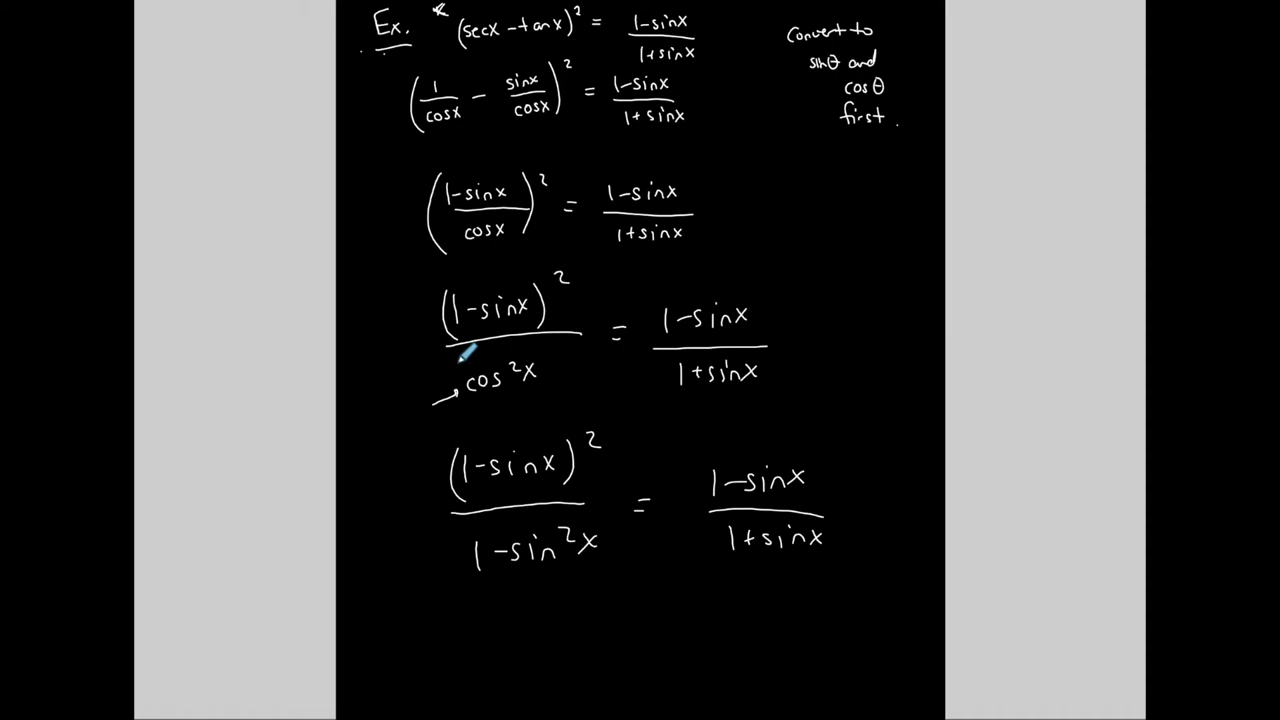 Ex. * (secx - tanx)² = (1-sinx)/(1+sinx)
convert to
sinθ and
cosθ
first.
(1/cosx - sinx/cosx)² = (1-sinx)/(1+sinx)
((1-sinx)/cosx)² = (1-sinx)/(1+sinx)
(1-sinx)²/cos²x = (1-sinx)/(1+sinx)
(1-sinx)²/(1-sin²x) = (1-sinx)/(1+sinx)